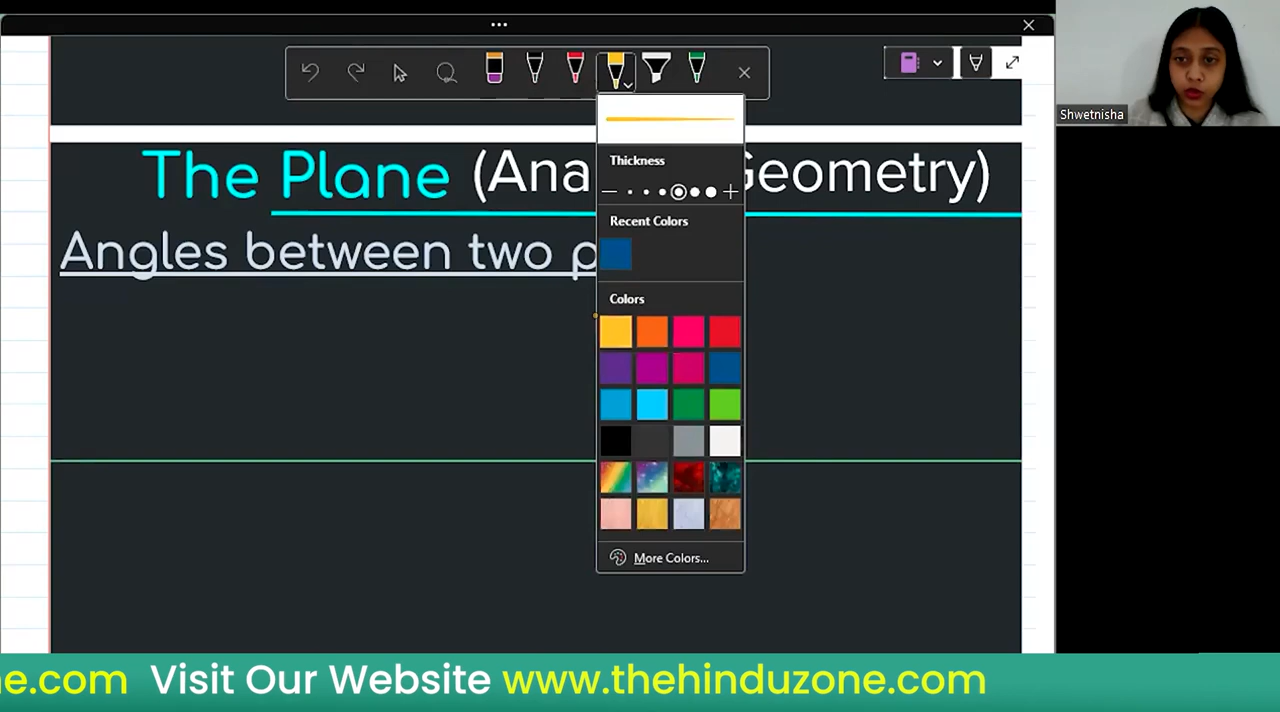 Shwetnisha
The Plane (Ana Geometry)
Thickness
Recent Colors
Angles between two p
Colors
More Colors...
ne.com Visit Our Website www.thehinduzone.com